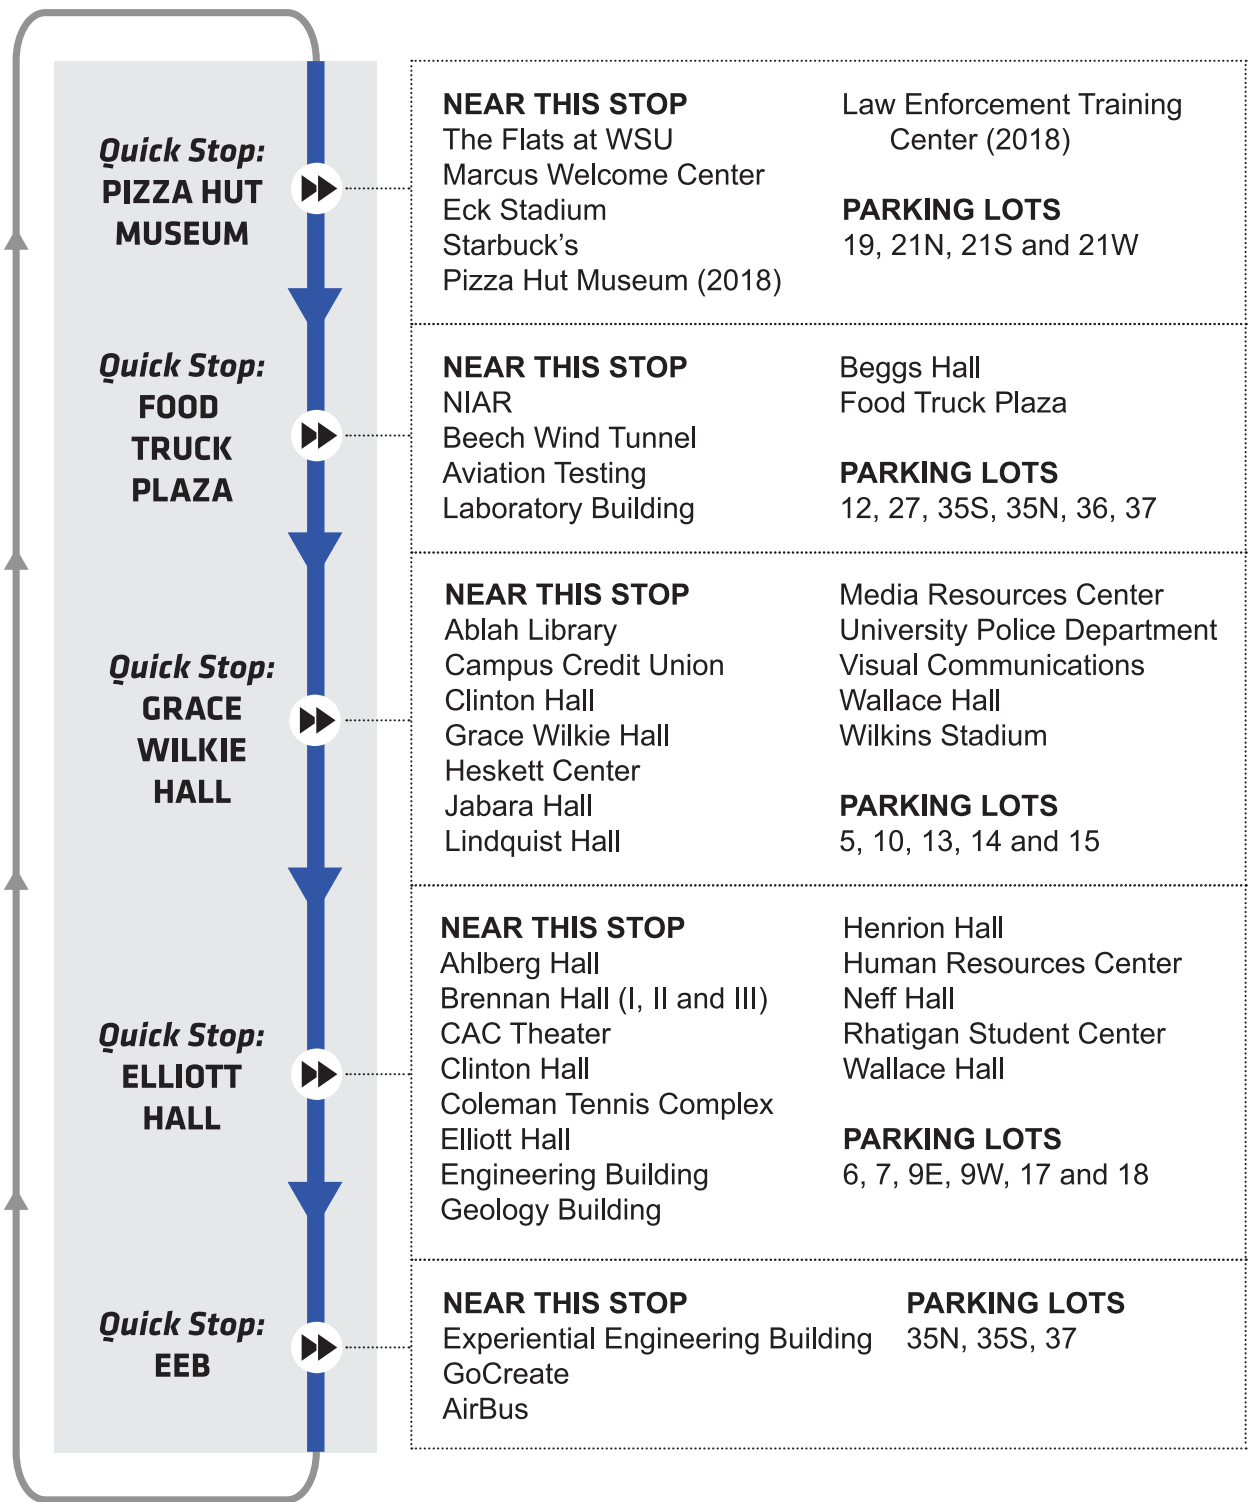 Quick Stop:
PIZZA HUT
MUSEUM
NEAR THIS STOP
The Flats at WSU
Marcus Welcome Center
Eck Stadium
Starbuck's
Pizza Hut Museum (2018)
Law Enforcement Training
Center (2018)
PARKING LOTS
19, 21N, 21S and 21W
Quick Stop:
FOOD
TRUCK
PLAZA
NEAR THIS STOP
NIAR
Beech Wind Tunnel
Aviation Testing
Laboratory Building
Beggs Hall
Food Truck Plaza
PARKING LOTS
12, 27, 35S, 35N, 36, 37
Quick Stop:
GRACE
WILKIE
HALL
NEAR THIS STOP
Ablah Library
Campus Credit Union
Clinton Hall
Grace Wilkie Hall
Heskett Center
Jabara Hall
Lindquist Hall
Media Resources Center
University Police Department
Visual Communications
Wallace Hall
Wilkins Stadium
PARKING LOTS
5, 10, 13, 14 and 15
Quick Stop:
ELLIOTT
HALL
NEAR THIS STOP
Ahlberg Hall
Brennan Hall (I, II and III)
CAC Theater
Clinton Hall
Coleman Tennis Complex
Elliott Hall
Engineering Building
Geology Building
Henrion Hall
Human Resources Center
Neff Hall
Rhatigan Student Center
Wallace Hall
PARKING LOTS
6, 7, 9E, 9W, 17 and 18
Quick Stop:
EEB
NEAR THIS STOP
Experiential Engineering Building
GoCreate
AirBus
PARKING LOTS
35N, 35S, 37